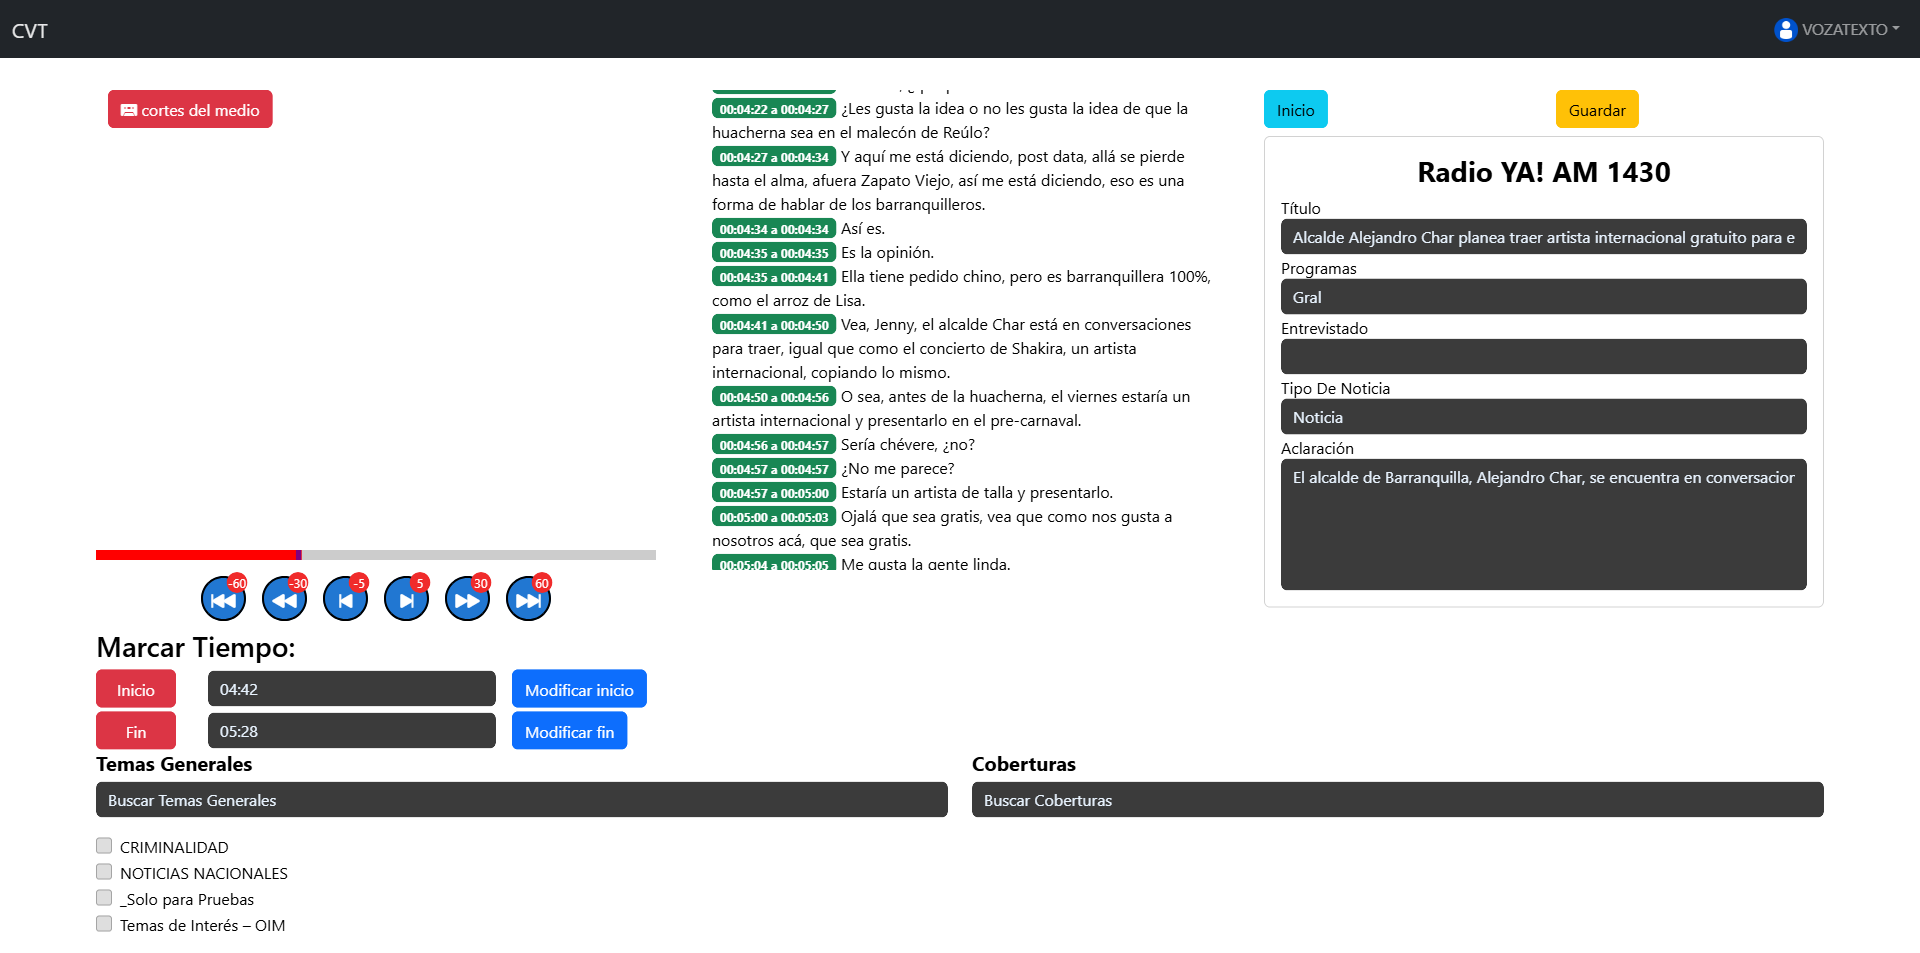 CVT
VOZATEXTO
cortes del medio
00:04:22 a 00:04:27 ¿Les gusta la idea o no les gusta la idea de que la
huacherna sea en el malecón de Reúlo?
00:04:27 a 00:04:34 Y aquí me está diciendo, post data, allá se pierde
hasta el alma, afuera Zapato Viejo, así me está diciendo, eso es una
forma de hablar de los barranquilleros.
00:04:34 a 00:04:34 Así es.
00:04:35 a 00:04:35 Es la opinión.
00:04:35 a 00:04:41 Ella tiene pedido chino, pero es barranquillera 100%,
como el arroz de Lisa.
00:04:41 a 00:04:50 Vea, Jenny, el alcalde Char está en conversaciones
para traer, igual que como el concierto de Shakira, un artista
internacional, copiando lo mismo.
00:04:50 a 00:04:56 O sea, antes de la huacherna, el viernes estaría un
artista internacional y presentarlo en el pre-carnaval.
00:04:56 a 00:04:57 Sería chévere, ¿no?
00:04:57 a 00:04:57 ¿No me parece?
00:04:57 a 00:05:00 Estaría un artista de talla y presentarlo.
00:05:00 a 00:05:03 Ojalá que sea gratis, vea que como nos gusta a
nosotros acá, que sea gratis.
00:05:04 a 00:05:05 Me gusta la gente linda.
Inicio
Guardar
Radio YA! AM 1430
Título
Alcalde Alejandro Char planea traer artista internacional gratuito para e
Programas
Gral
Entrevistado
Tipo De Noticia
Noticia
Aclaración
El alcalde de Barranquilla, Alejandro Char, se encuentra en conversacior
-60
-30
-5
5
30
60
Marcar Tiempo:
Inicio
04:42
Modificar inicio
Fin
05:28
Modificar fin
Temas Generales
Buscar Temas Generales
CRIMINALIDAD
NOTICIAS NACIONALES
_Solo para Pruebas
Temas de Interés – OIM
Coberturas
Buscar Coberturas